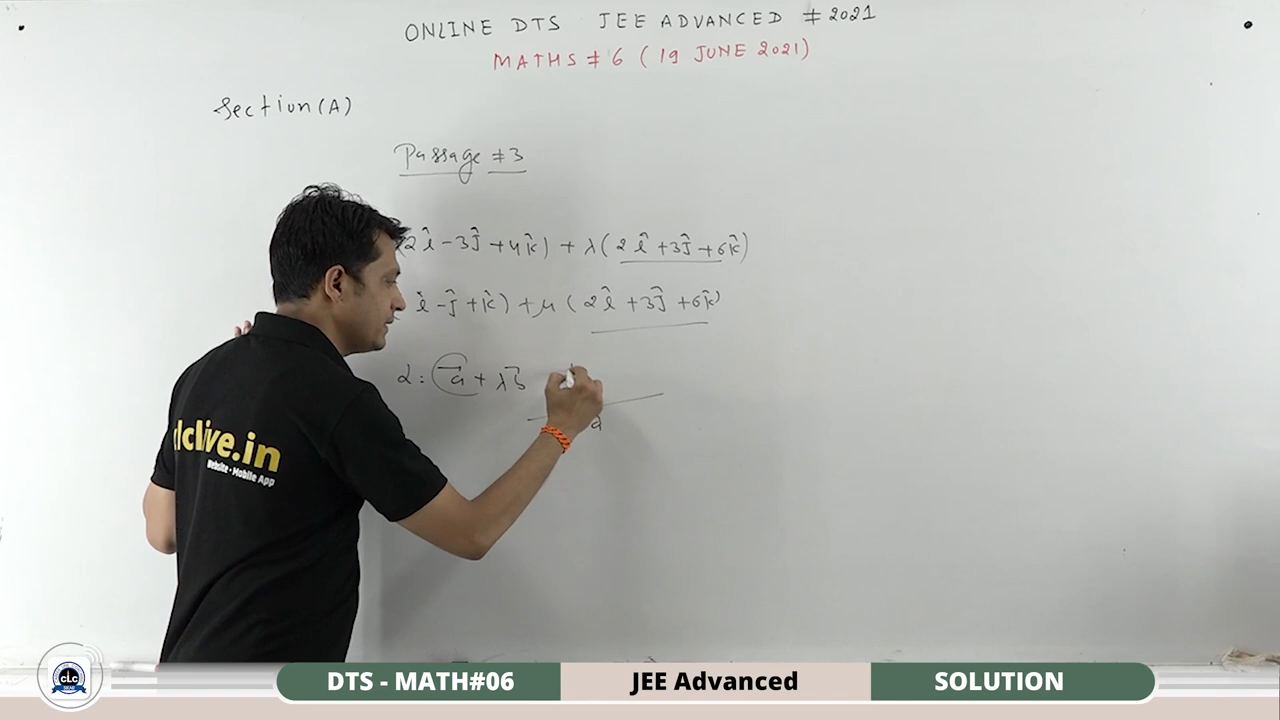 ONLINE DTS JEE ADVANCED # 2021
MATHS # 6 ( 19 JUNE 2021)
Section(A)
Passage #3
2î - 3ĵ + 4k̂) + λ( 2î + 3ĵ + 6k̂)
î - ĵ + k̂) + μ ( 2î + 3ĵ + 6k̂)
a + λb
clclive.in
Website • Mobile App
CLC
DTS - MATH#06
JEE Advanced
SOLUTION